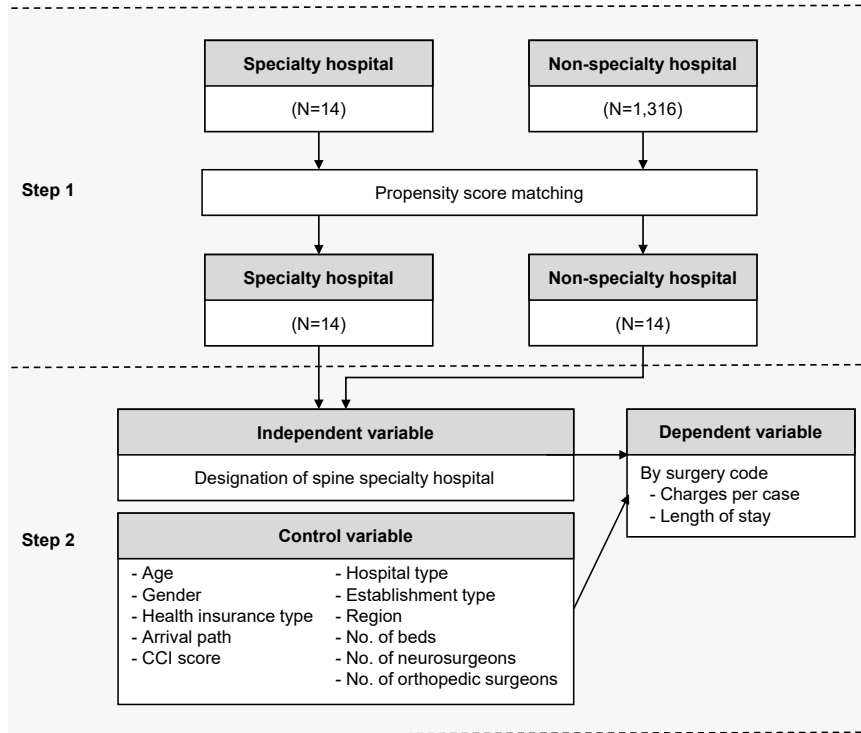 Specialty hospital
Non-specialty hospital
(N=14)
(N=1,316)
Step 1
Propensity score matching
Specialty hospital
Non-specialty hospital
(N=14)
(N=14)
Independent variable
Dependent variable
Designation of spine specialty hospital
By surgery code
- Charges per case
- Length of stay
Step 2
Control variable
- Age
- Gender
- Health insurance type
- Arrival path
- CCI score
- Hospital type
- Establishment type
- Region
- No. of beds
- No. of neurosurgeons
- No. of orthopedic surgeons